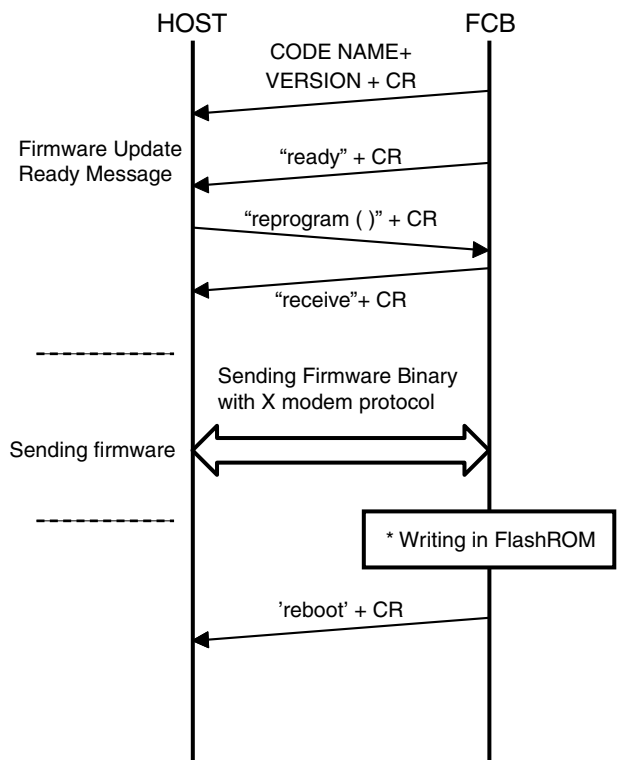 HOST
FCB
CODE NAME+
VERSION + CR
Firmware Update
Ready Message
“ready” + CR
“reprogram ( )” + CR
“receive”+ CR
Sending Firmware Binary
with X modem protocol
Sending firmware
* Writing in FlashROM
’reboot’ + CR